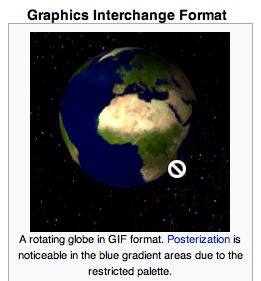 Graphics Interchange Format
A rotating globe in GIF format. Posterization is
noticeable in the blue gradient areas due to the
restricted palette.